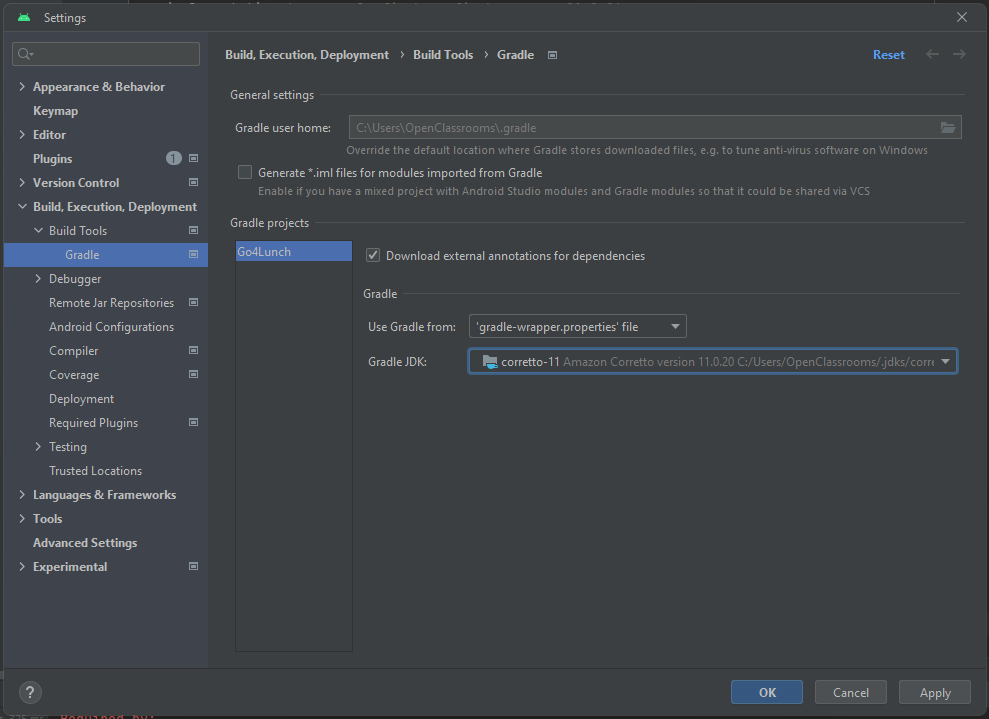 Settings
Build, Execution, Deployment › Build Tools › Gradle
Reset
Appearance & Behavior
Keymap
Editor
Plugins 1
Version Control
Build, Execution, Deployment
Build Tools
Gradle
Debugger
Remote Jar Repositories
Android Configurations
Compiler
Coverage
Deployment
Required Plugins
Testing
Trusted Locations
Languages & Frameworks
Tools
Advanced Settings
Experimental
General settings
Gradle user home: C:\Users\OpenClassrooms\.gradle
Override the default location where Gradle stores downloaded files, e.g. to tune anti-virus software on Windows
Generate *.iml files for modules imported from Gradle
Enable if you have a mixed project with Android Studio modules and Gradle modules so that it could be shared via VCS
Gradle projects
Go4Lunch
Download external annotations for dependencies
Gradle
Use Gradle from: 'gradle-wrapper.properties' file
Gradle JDK: corretto-11 Amazon Corretto version 11.0.20 C:/Users/OpenClassrooms/.jdks/corre
?
OK
Cancel
Apply